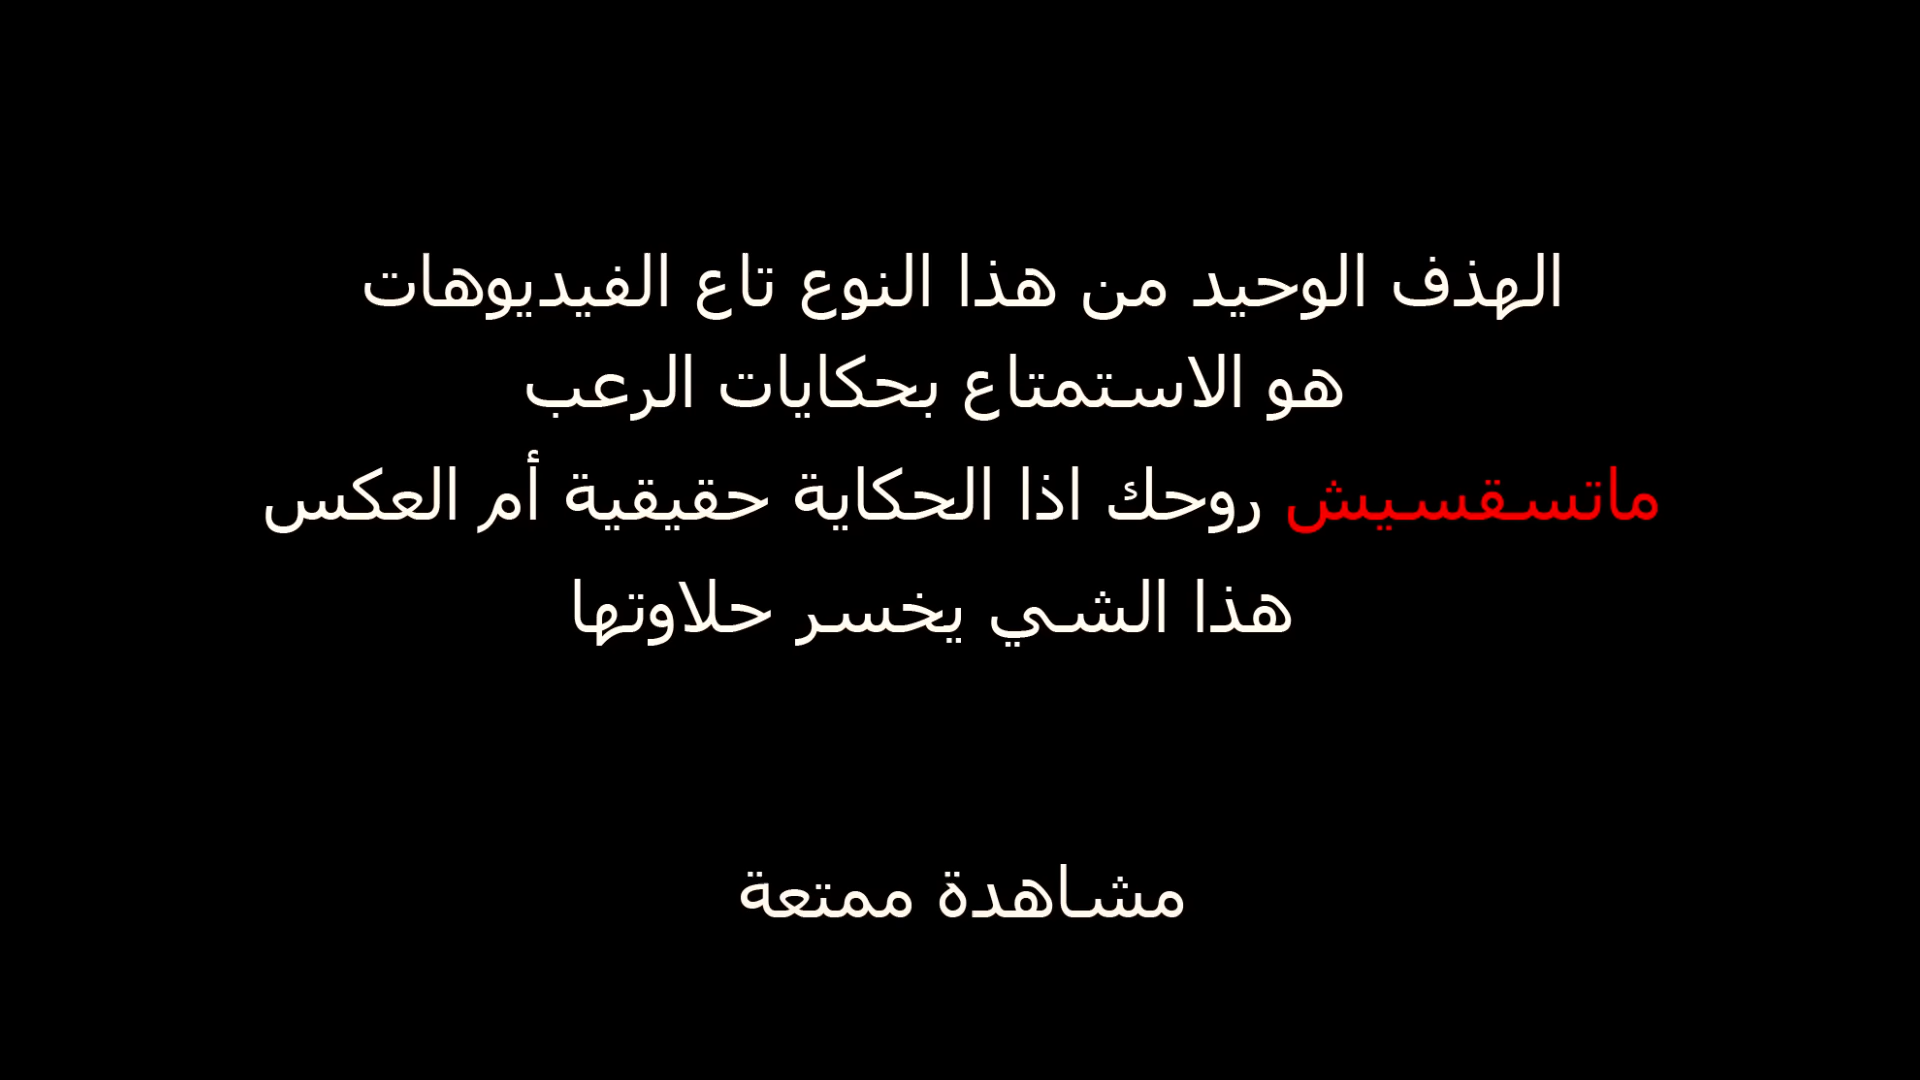 الهذف الوحيد من هذا النوع تاع الفيديوهات
هو الاستمتاع بحكايات الرعب
ماتسقسيش روحك اذا الحكاية حقيقية أم العكس
هذا الشي يخسر حلاوتها
مشاهدة ممتعة